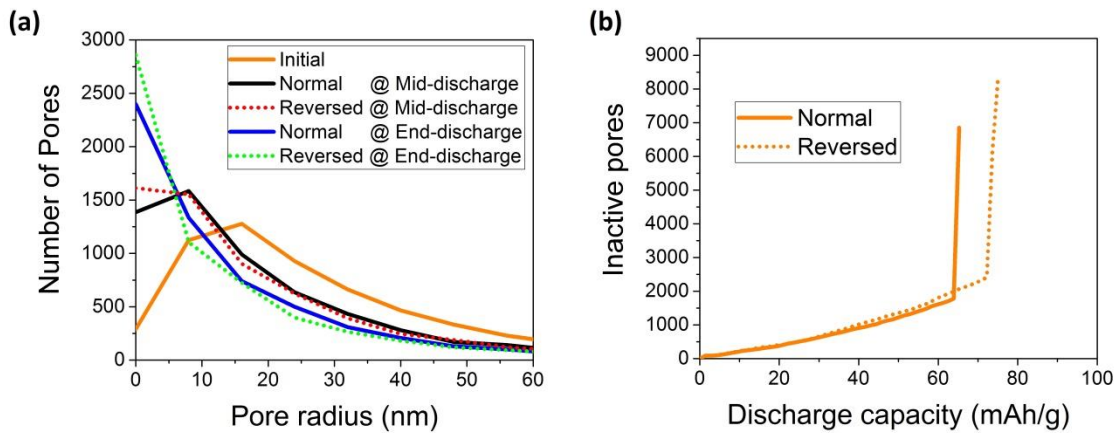 (a)
3000
2500
2000
1500
1000
500
0
Number of Pores
Initial
Normal @ Mid-discharge
Reversed @ Mid-discharge
Normal @ End-discharge
Reversed @ End-discharge
0 10 20 30 40 50 60
Pore radius (nm)
(b)
9000
8000
7000
6000
5000
4000
3000
2000
1000
0
Inactive pores
Normal
Reversed
0 20 40 60 80 100
Discharge capacity (mAh/g)